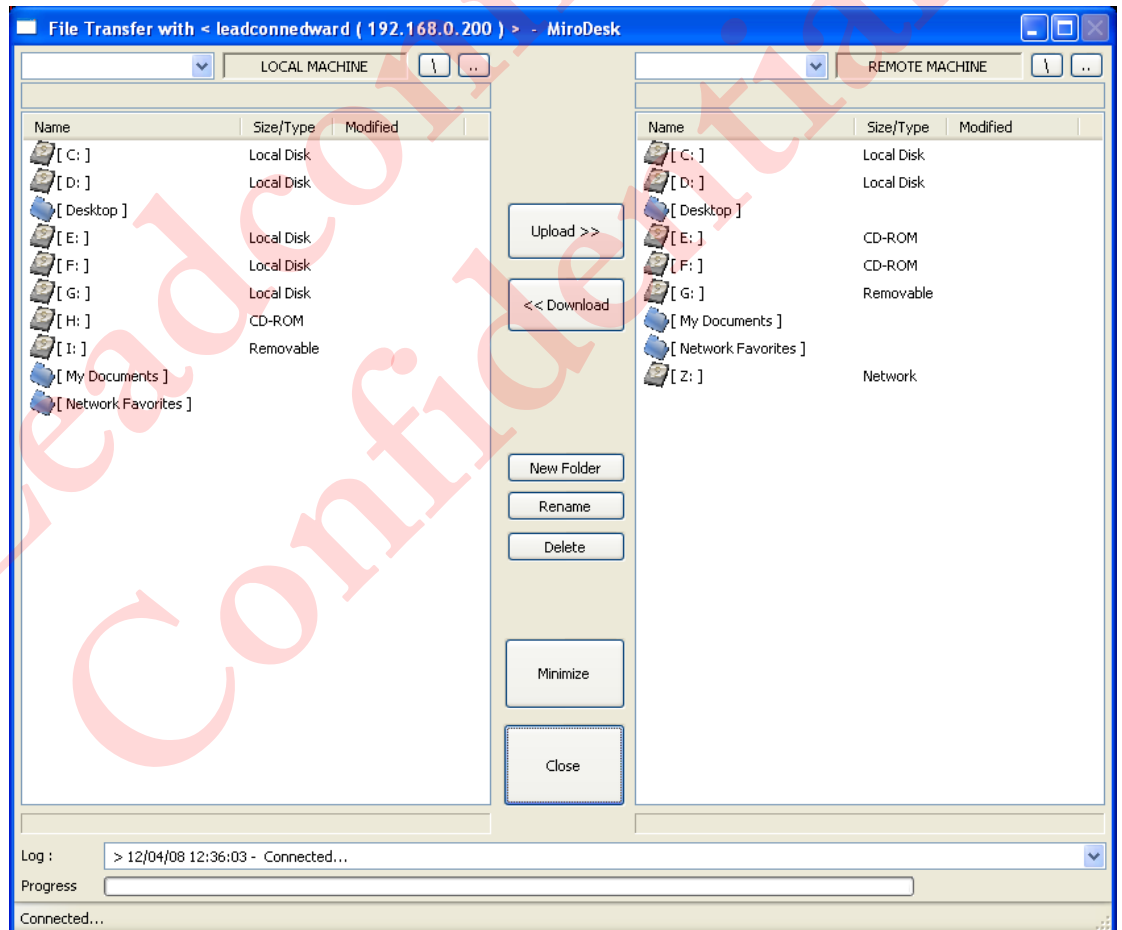 File Transfer with < leadconnedward ( 192.168.0.200 ) > - MiroDesk
LOCAL MACHINE \ ..
Name Size/Type Modified
[ C: ] Local Disk
[ D: ] Local Disk
[ Desktop ]
[ E: ] Local Disk
[ F: ] Local Disk
[ G: ] Local Disk
[ H: ] CD-ROM
[ I: ] Removable
[ My Documents ]
[ Network Favorites ]
Upload >>
<< Download
New Folder
Rename
Delete
Minimize
Close
REMOTE MACHINE \ ..
Name Size/Type Modified
[ C: ] Local Disk
[ D: ] Local Disk
[ Desktop ]
[ E: ] CD-ROM
[ F: ] CD-ROM
[ G: ] Removable
[ My Documents ]
[ Network Favorites ]
[ Z: ] Network
Log : > 12/04/08 12:36:03 - Connected...
Progress
Connected...
Confidential